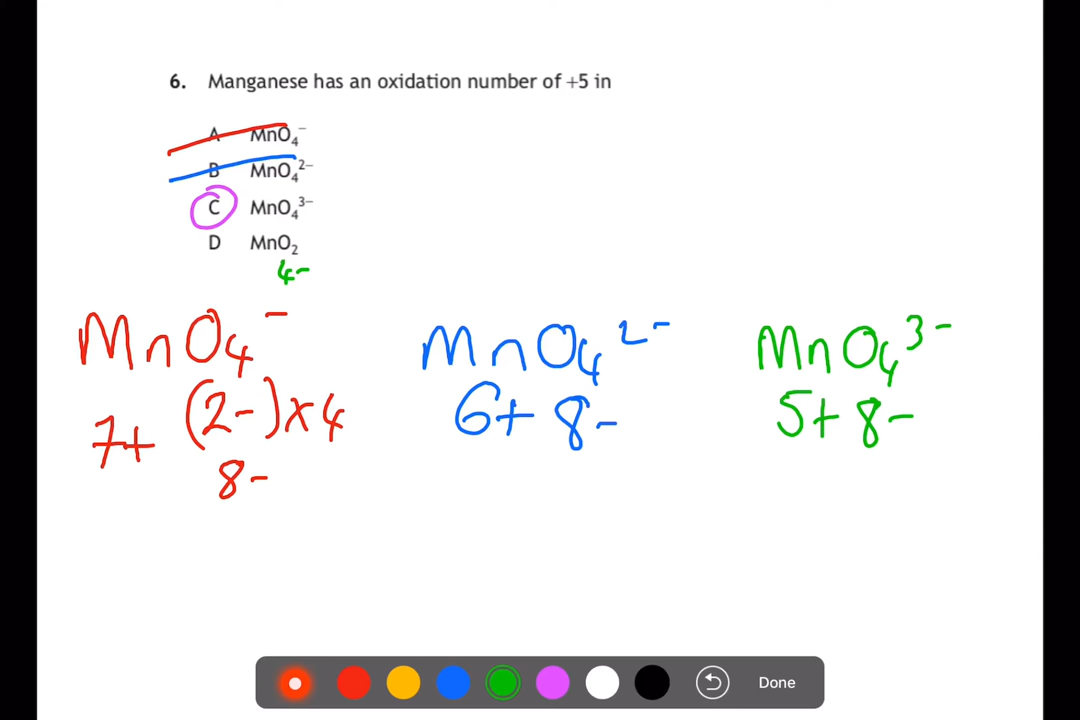 6. Manganese has an oxidation number of +5 in
A MnO₄⁻
B MnO₄²⁻
C MnO₄³⁻
D MnO₂
4-
MnO₄⁻ MnO₄²⁻ MnO₄³⁻
7+ (2-)x4 6+ 8- 5+ 8-
8-
Done